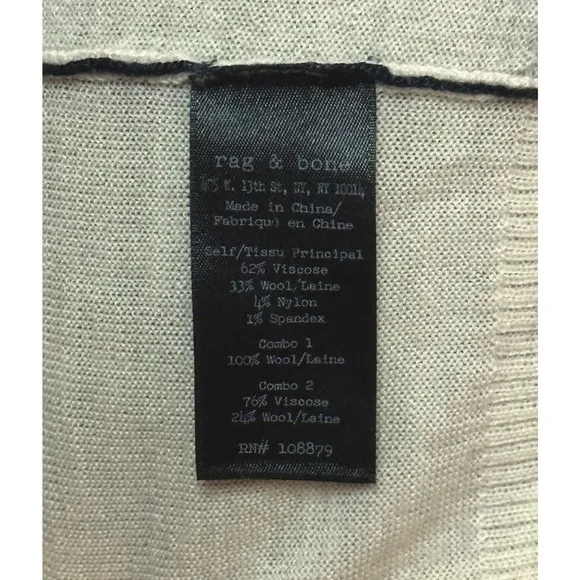 rag & bone
W. 13th St, NY, NY 10014
Made in China/
Fabriqué en Chine
Self/Tissu Principal
62% Viscose
33% Wool/Laine
4% Nylon
1% Spandex
Combo 1
100% Wool/Laine
Combo 2
76% Viscose
24% Wool/Laine
RN# 108879